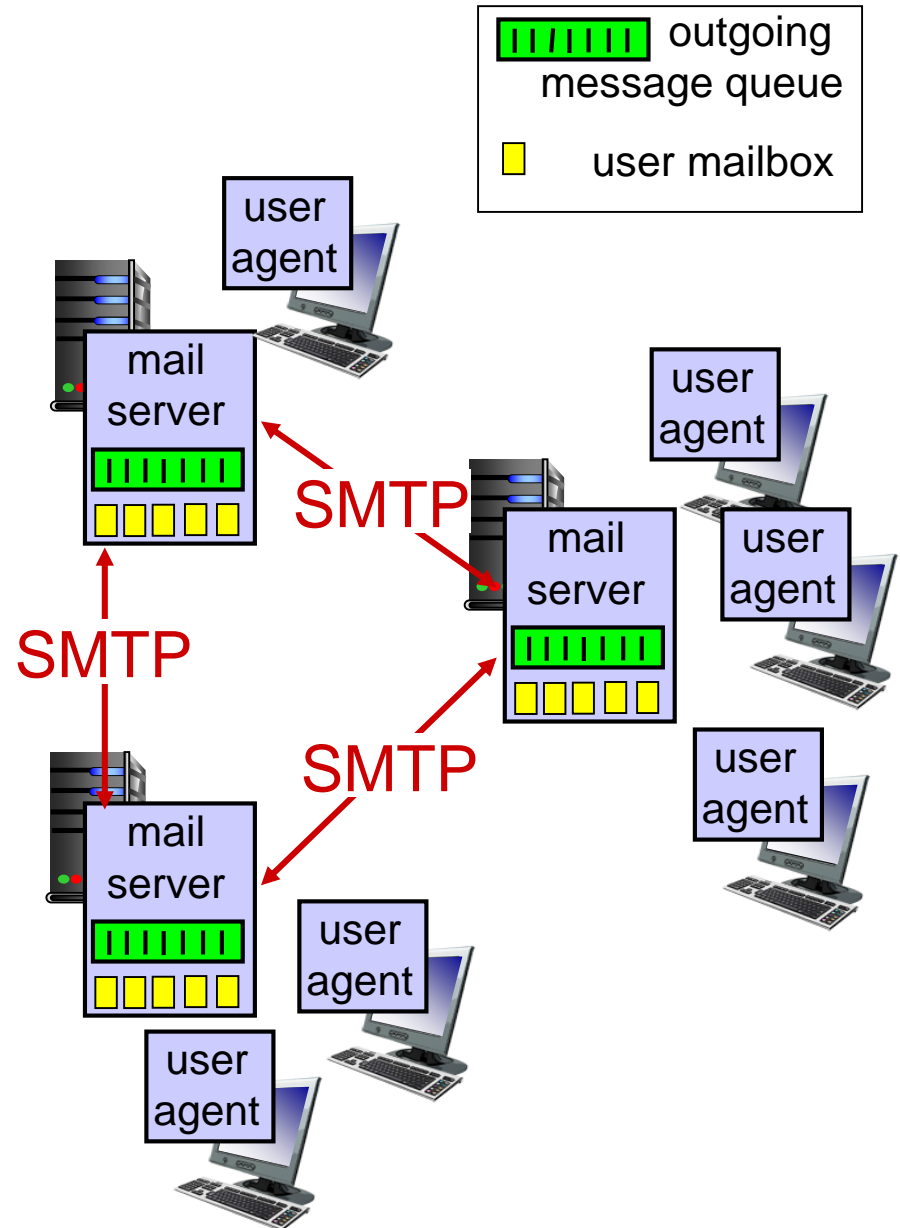 outgoing
message queue
user mailbox
user
agent
mail
server
SMTP
user
agent
mail
server
user
agent
SMTP
SMTP
user
agent
mail
server
user
agent
user
agent